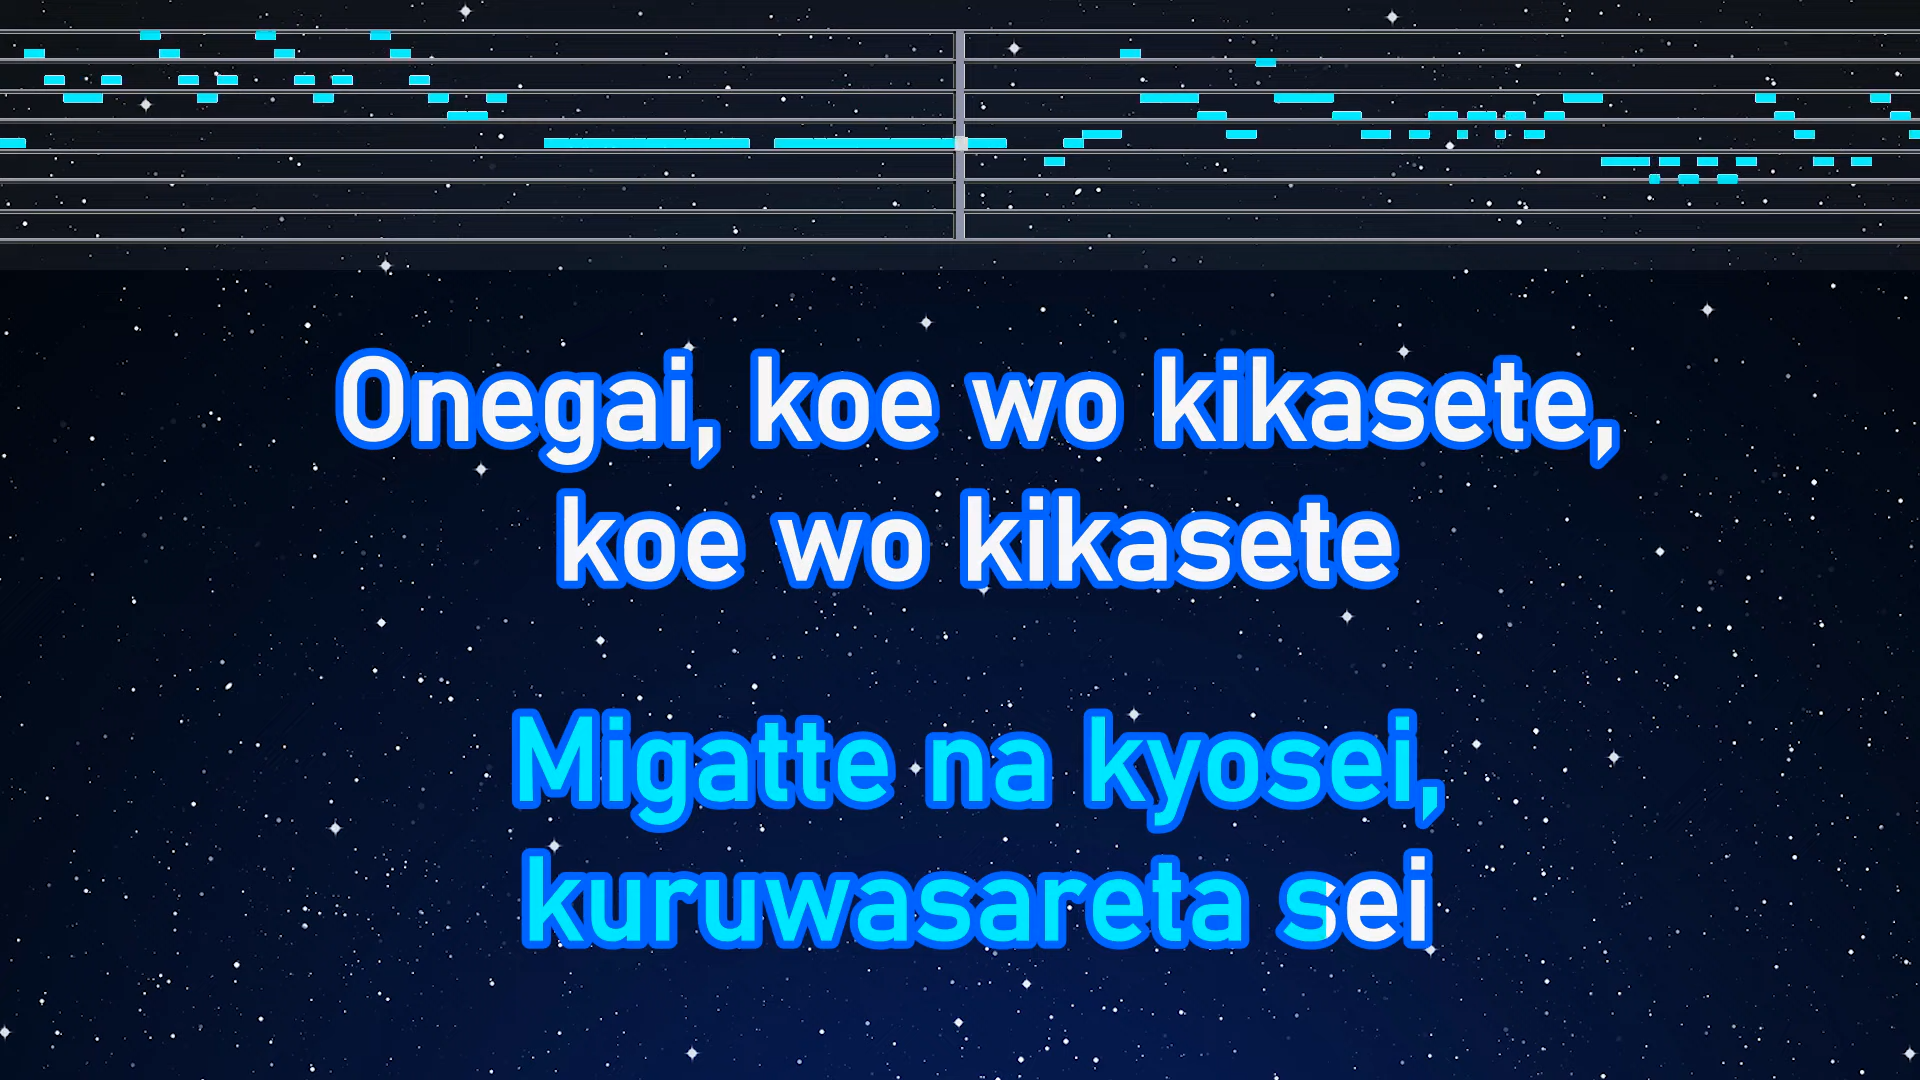 Onegai, koe wo kikasete,
koe wo kikasete
Migatte na kyosei,
kuruwasareta sei